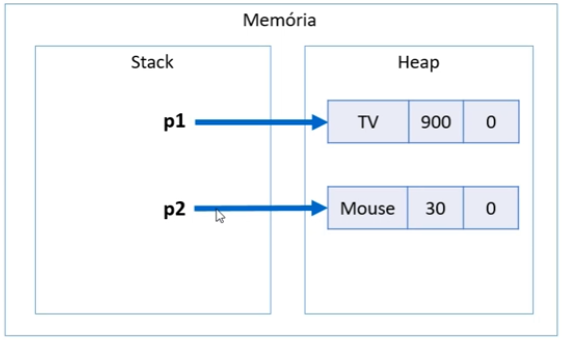 Memória
Stack
Heap
p1
TV 900 0
p2
Mouse 30 0